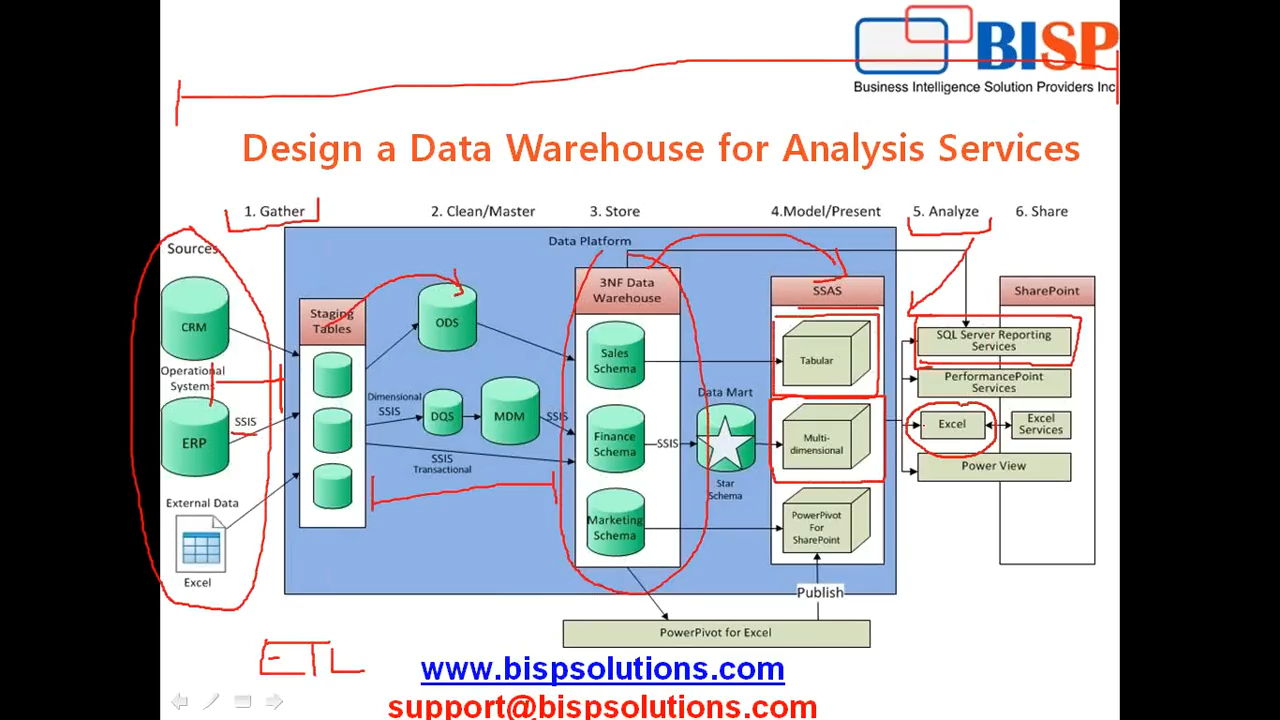 BISP
Business Intelligence Solution Providers Inc
Design a Data Warehouse for Analysis Services
1. Gather
2. Clean/Master
3. Store
4.Model/Present
5. Analyze
6. Share
Sources
CRM
Operational
Systems
ERP
SSIS
External Data
Excel
Data Platform
Staging
Tables
ODS
Dimensional
SSIS
DQS
MDM
SSIS
SSIS
Transactional
3NF Data
Warehouse
Sales
Schema
Finance
Schema
Marketing
Schema
SSIS
Data Mart
Star
Schema
SSAS
Tabular
Multi-
dimensional
PowerPivot
For
SharePoint
Publish
PowerPivot for Excel
SharePoint
SQL Server Reporting
Services
PerformancePoint
Services
Excel
Excel
Services
Power View
ETL
www.bispsolutions.com
support@bispsolutions.com